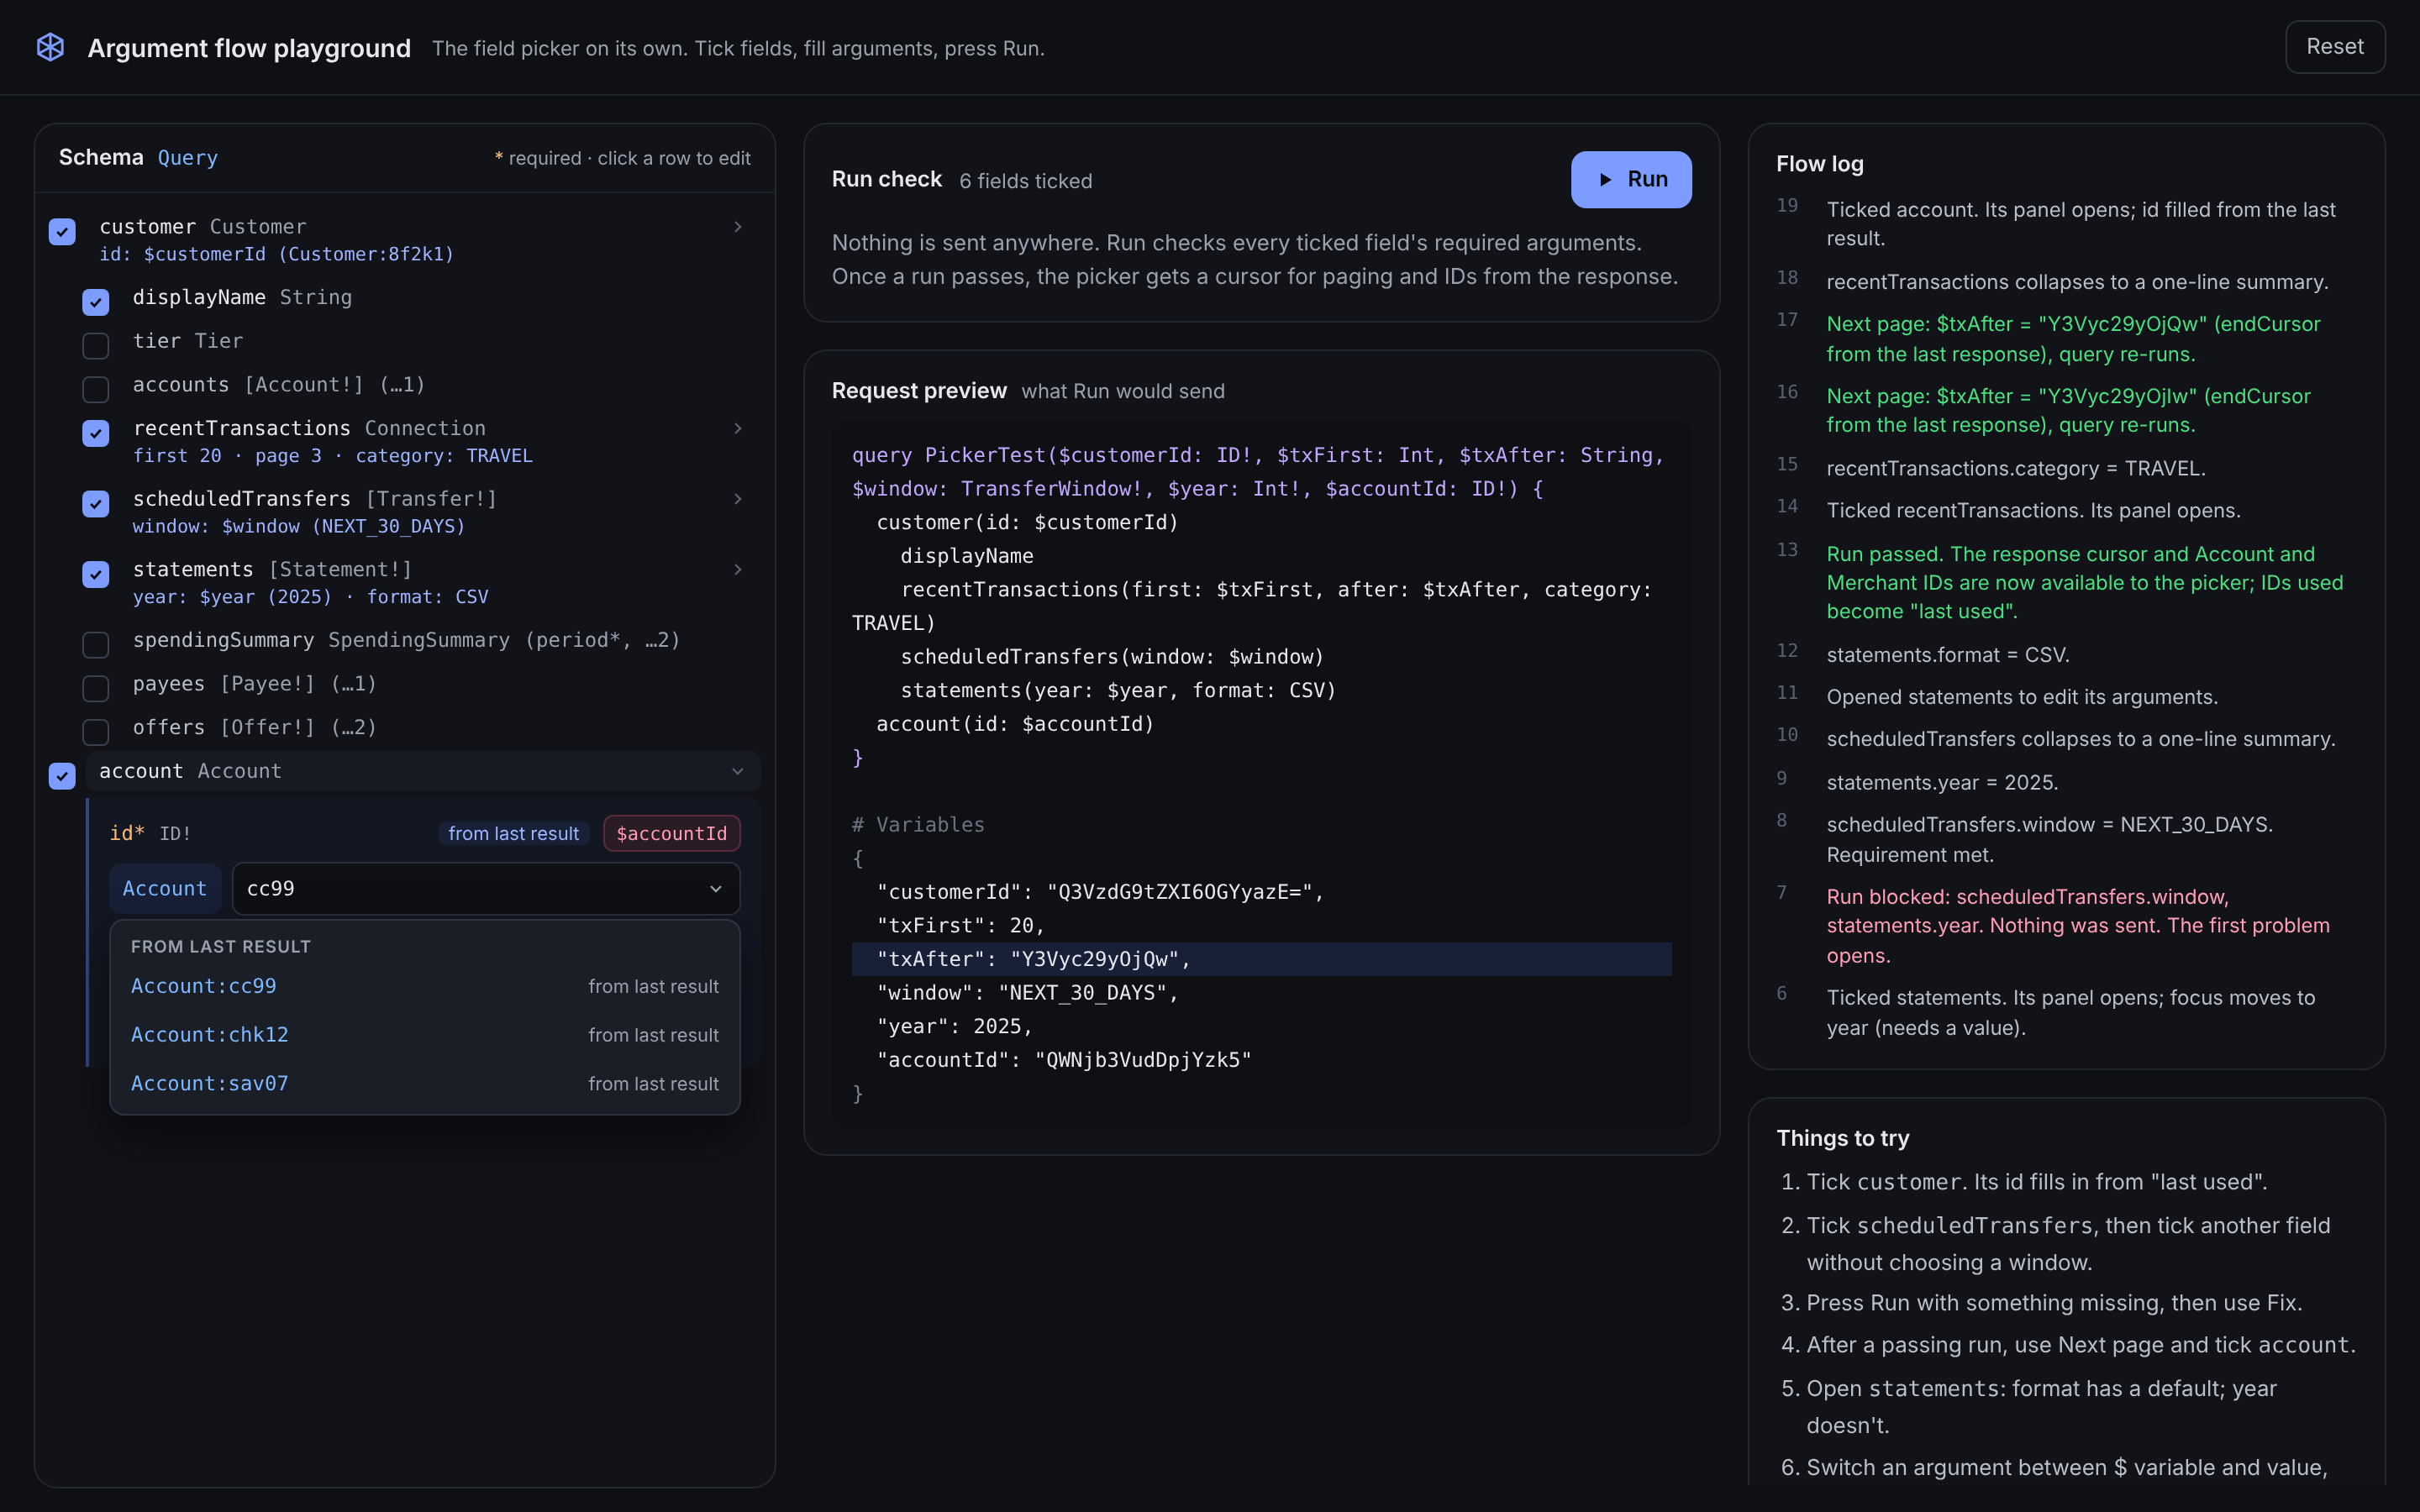 Argument flow playground The field picker on its own. Tick fields, fill arguments, press Run.
Reset
Schema Query * required · click a row to edit
customer Customer
id: $customerId (Customer:8f2k1)
displayName String
tier Tier
accounts [Account!] (…1)
recentTransactions Connection
first 20 · page 3 · category: TRAVEL
scheduledTransfers [Transfer!]
window: $window (NEXT_30_DAYS)
statements [Statement!]
year: $year (2025) · format: CSV
spendingSummary SpendingSummary (period*, …2)
payees [Payee!] (…1)
offers [Offer!] (…2)
account Account
id* ID! from last result $accountId
Account cc99
FROM LAST RESULT
Account:cc99 from last result
Account:chk12 from last result
Account:sav07 from last result
Run check 6 fields ticked
Run
Nothing is sent anywhere. Run checks every ticked field's required arguments.
Once a run passes, the picker gets a cursor for paging and IDs from the response.
Request preview what Run would send
query PickerTest($customerId: ID!, $txFirst: Int, $txAfter: String,
$window: TransferWindow!, $year: Int!, $accountId: ID!) {
customer(id: $customerId)
displayName
recentTransactions(first: $txFirst, after: $txAfter, category:
TRAVEL)
scheduledTransfers(window: $window)
statements(year: $year, format: CSV)
account(id: $accountId)
}
# Variables
{
"customerId": "Q3VzdG9tZXI6OGYyazE=",
"txFirst": 20,
"txAfter": "Y3Vyc29yOjQw",
"window": "NEXT_30_DAYS",
"year": 2025,
"accountId": "QWNjb3VudDpjYzk5"
}
Flow log
19 Ticked account. Its panel opens; id filled from the last
result.
18 recentTransactions collapses to a one-line summary.
17 Next page: $txAfter = "Y3Vyc29yOjQw" (endCursor
from the last response), query re-runs.
16 Next page: $txAfter = "Y3Vyc29yOjIw" (endCursor
from the last response), query re-runs.
15 recentTransactions.category = TRAVEL.
14 Ticked recentTransactions. Its panel opens.
13 Run passed. The response cursor and Account and
Merchant IDs are now available to the picker; IDs used
become "last used".
12 statements.format = CSV.
11 Opened statements to edit its arguments.
10 scheduledTransfers collapses to a one-line summary.
9 statements.year = 2025.
8 scheduledTransfers.window = NEXT_30_DAYS.
Requirement met.
7 Run blocked: scheduledTransfers.window,
statements.year. Nothing was sent. The first problem
opens.
6 Ticked statements. Its panel opens; focus moves to
year (needs a value).
Things to try
1. Tick customer. Its id fills in from "last used".
2. Tick scheduledTransfers, then tick another field
without choosing a window.
3. Press Run with something missing, then use Fix.
4. After a passing run, use Next page and tick account.
5. Open statements: format has a default; year
doesn't.
6. Switch an argument between $ variable and value,